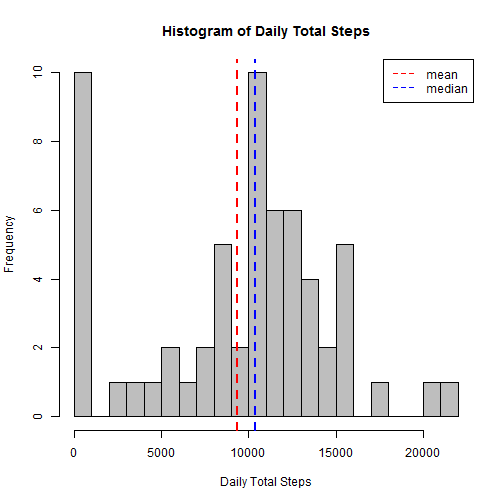 Histogram of Daily Total Steps
mean
median
Frequency
10
8
6
4
2
0
0 5000 10000 15000 20000
Daily Total Steps